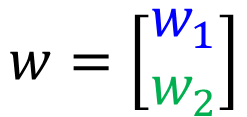 w = [w₁
w₂]